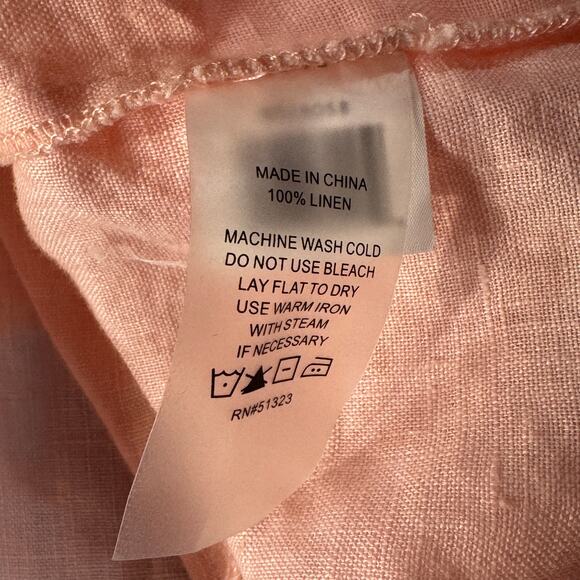 MADE IN CHINA
100% LINEN
MACHINE WASH COLD
DO NOT USE BLEACH
LAY FLAT TO DRY
USE WARM IRON
WITH STEAM
IF NECESSARY
RN#51323